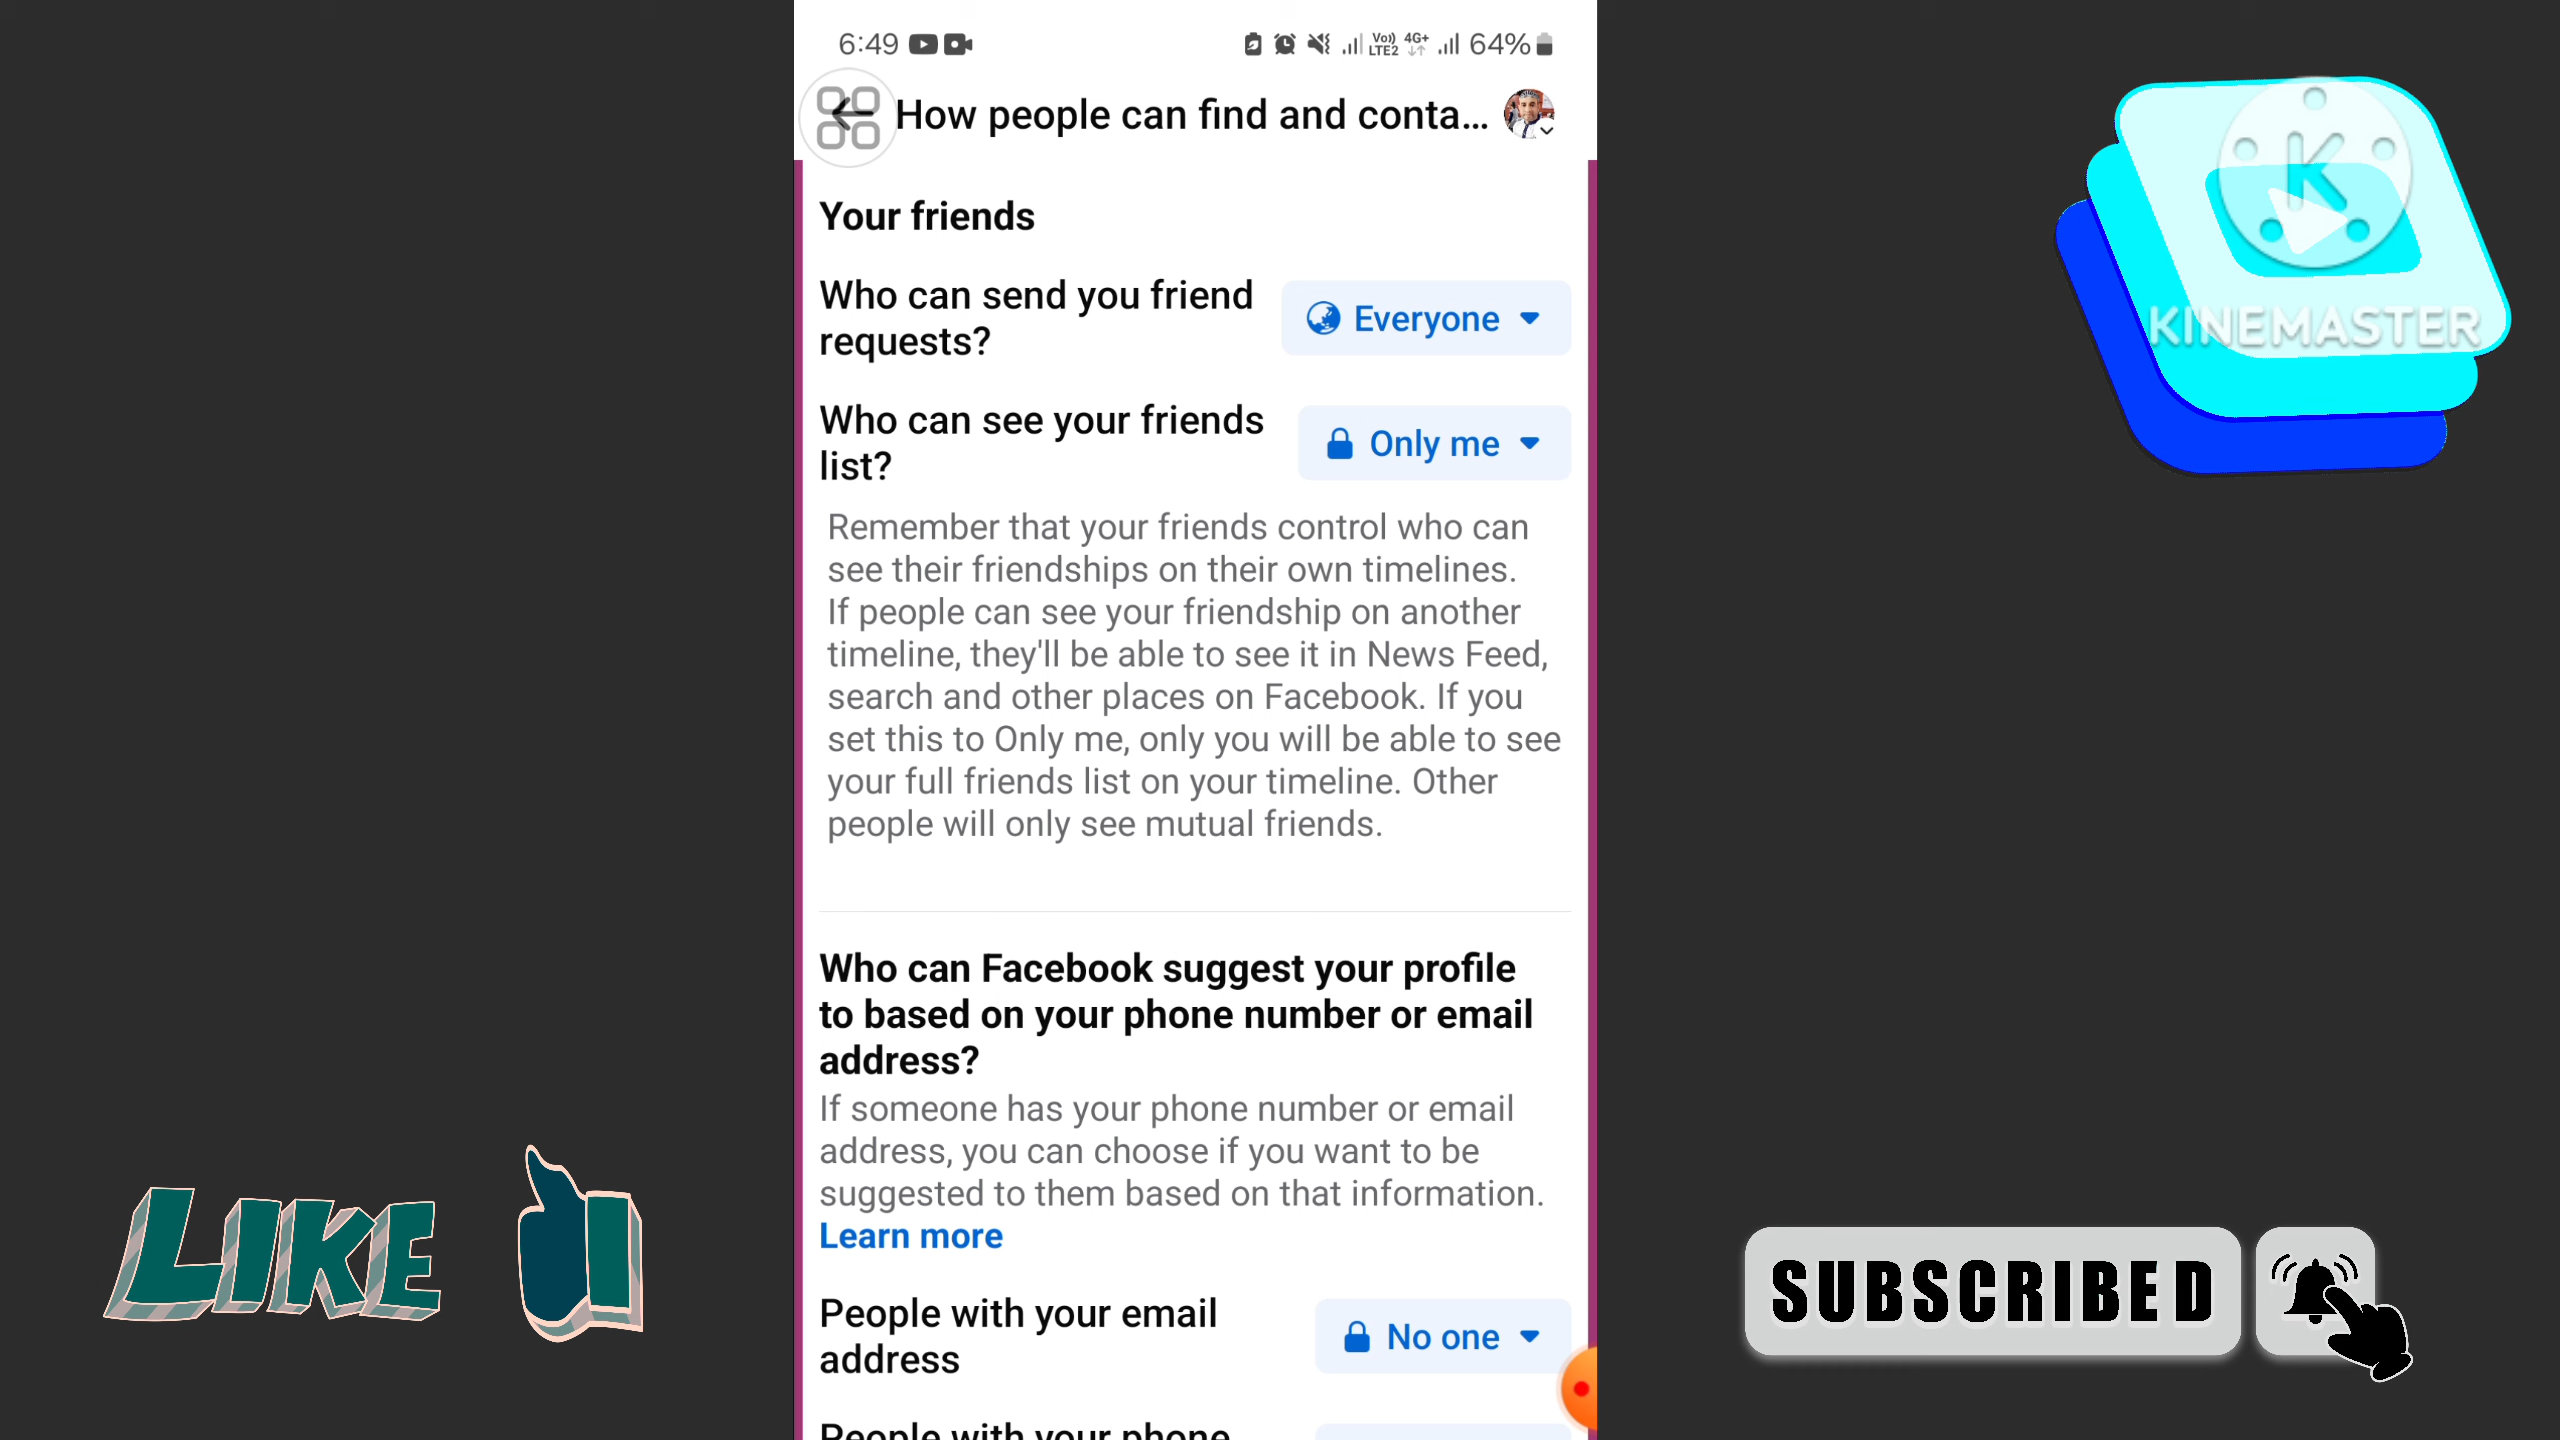 6:49
Vo)) LTE2 4G+ 64%
How people can find and conta...
Your friends
Who can send you friend
requests?
Everyone
Who can see your friends
list?
Only me
Remember that your friends control who can
see their friendships on their own timelines.
If people can see your friendship on another
timeline, they'll be able to see it in News Feed,
search and other places on Facebook. If you
set this to Only me, only you will be able to see
your full friends list on your timeline. Other
people will only see mutual friends.
Who can Facebook suggest your profile
to based on your phone number or email
address?
If someone has your phone number or email
address, you can choose if you want to be
suggested to them based on that information.
Learn more
People with your email
address
No one
People with your phone
K
KINEMASTER
LIKE
SUBSCRIBED